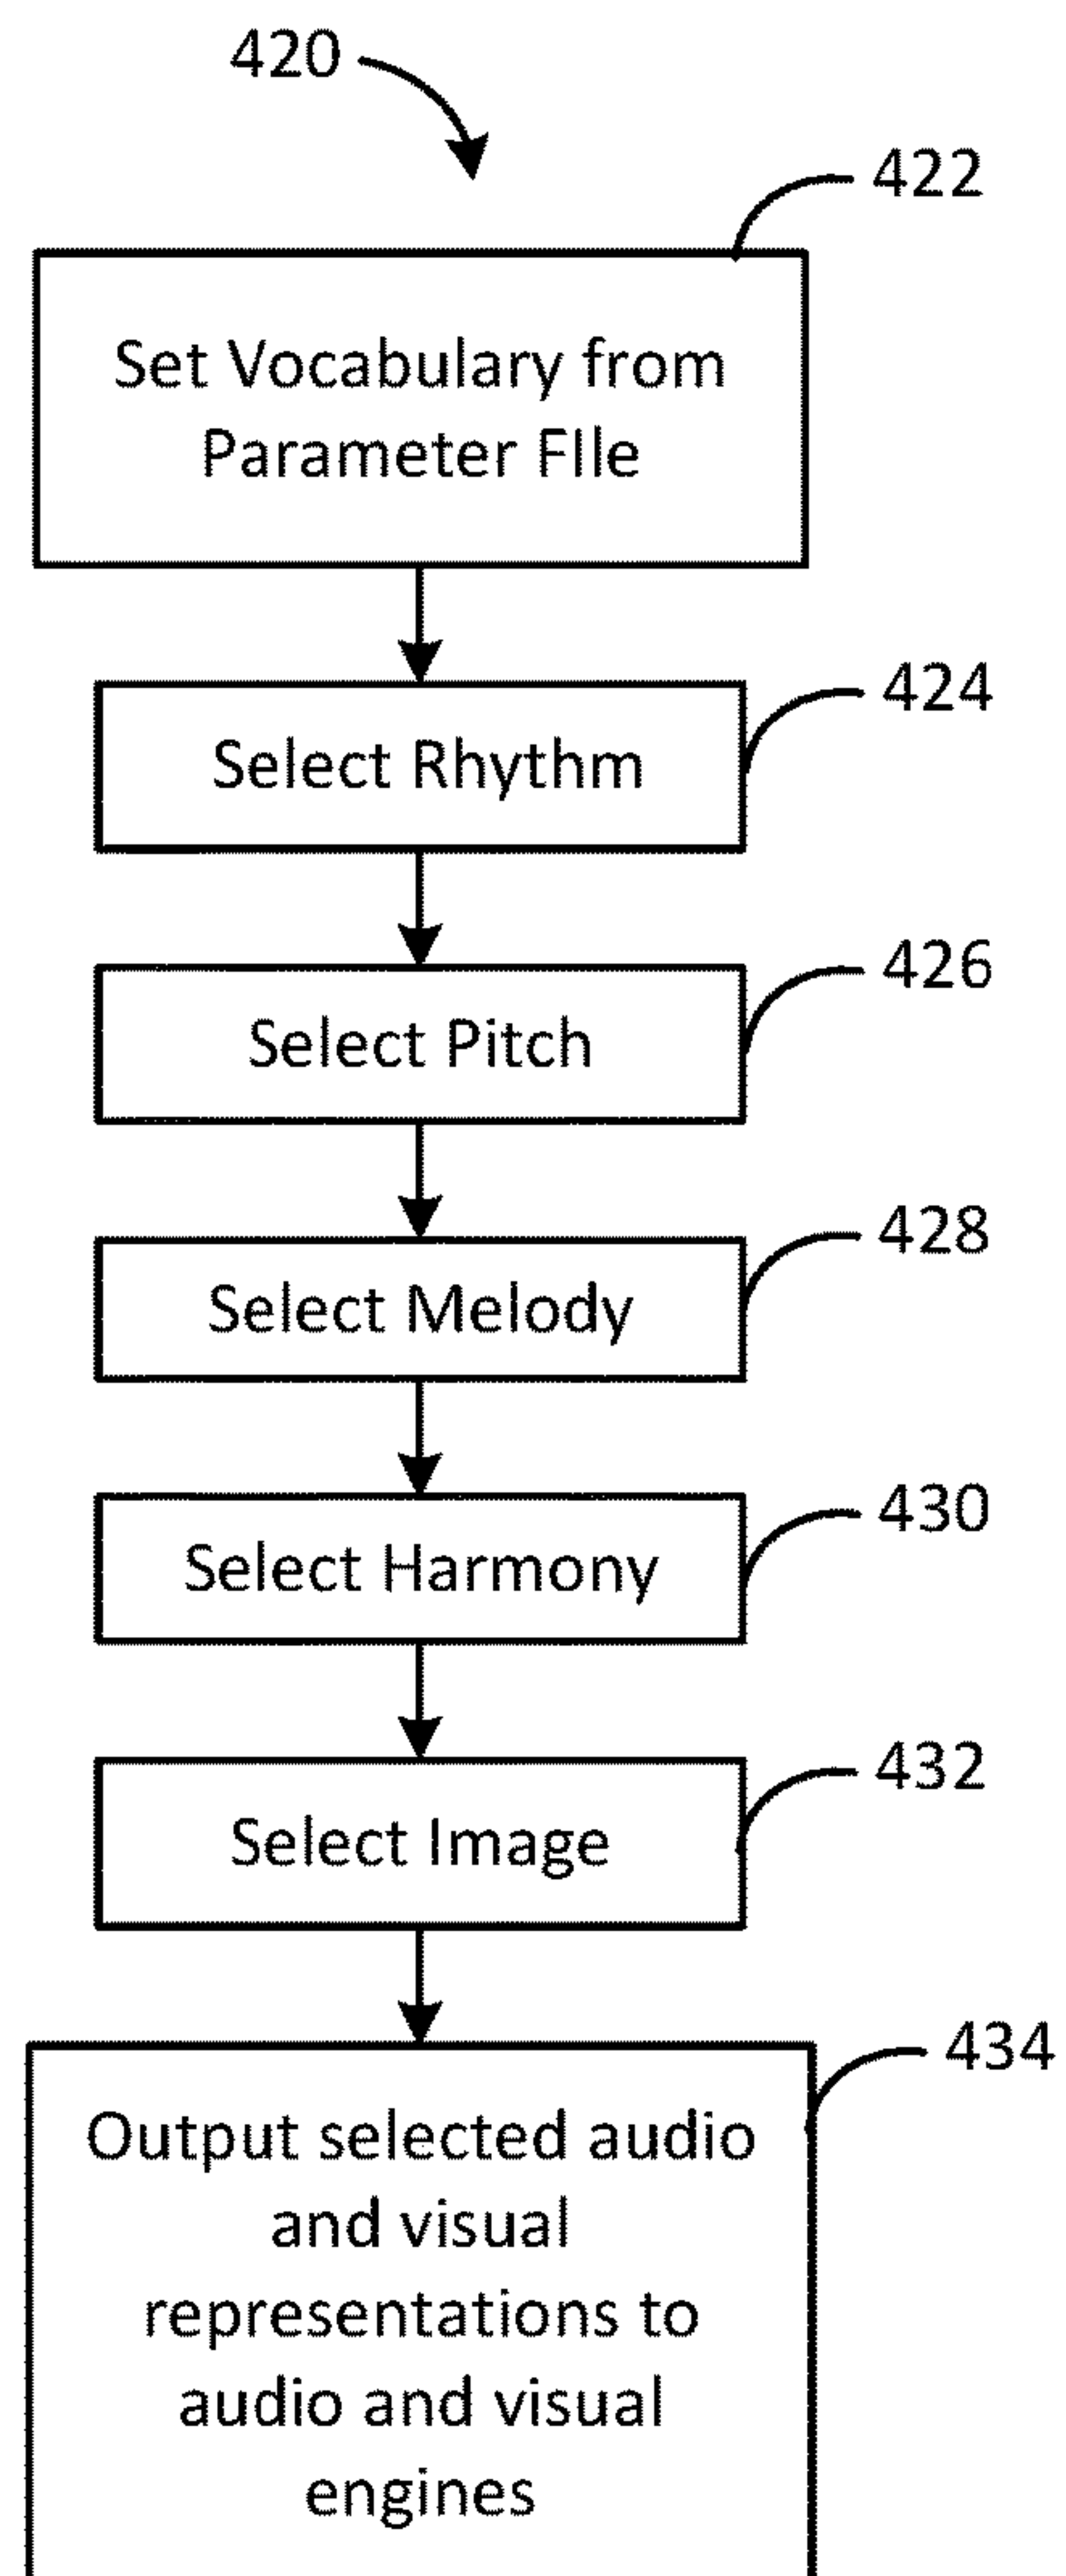 420
422
Set Vocabulary from
Parameter FIle
424
Select Rhythm
426
Select Pitch
428
Select Melody
430
Select Harmony
432
Select Image
434
Output selected audio
and visual
representations to
audio and visual
engines